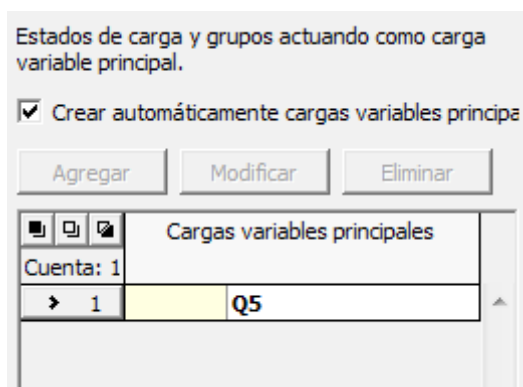 Estados de carga y grupos actuando como carga
variable principal.
Crear automáticamente cargas variables principa
Agregar Modificar Eliminar
Cargas variables principales
Cuenta: 1
1 Q5